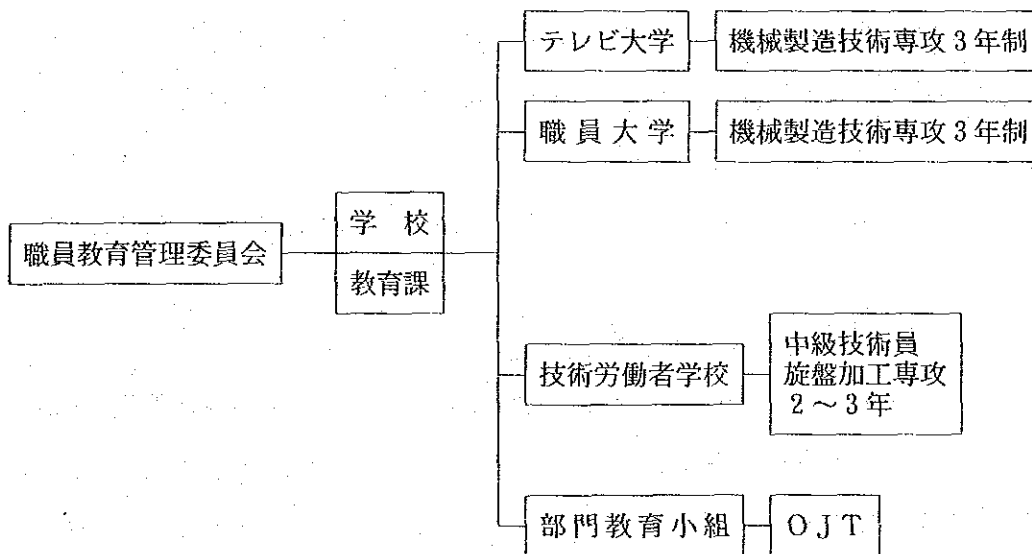 テレビ大学
機械製造技術専攻3年制
職員大学
機械製造技術専攻3年制
学校
教育課
職員教育管理委員会
技術労働者学校
中級技術員
旋盤加工専攻
2～3年
部門教育小組
OJT